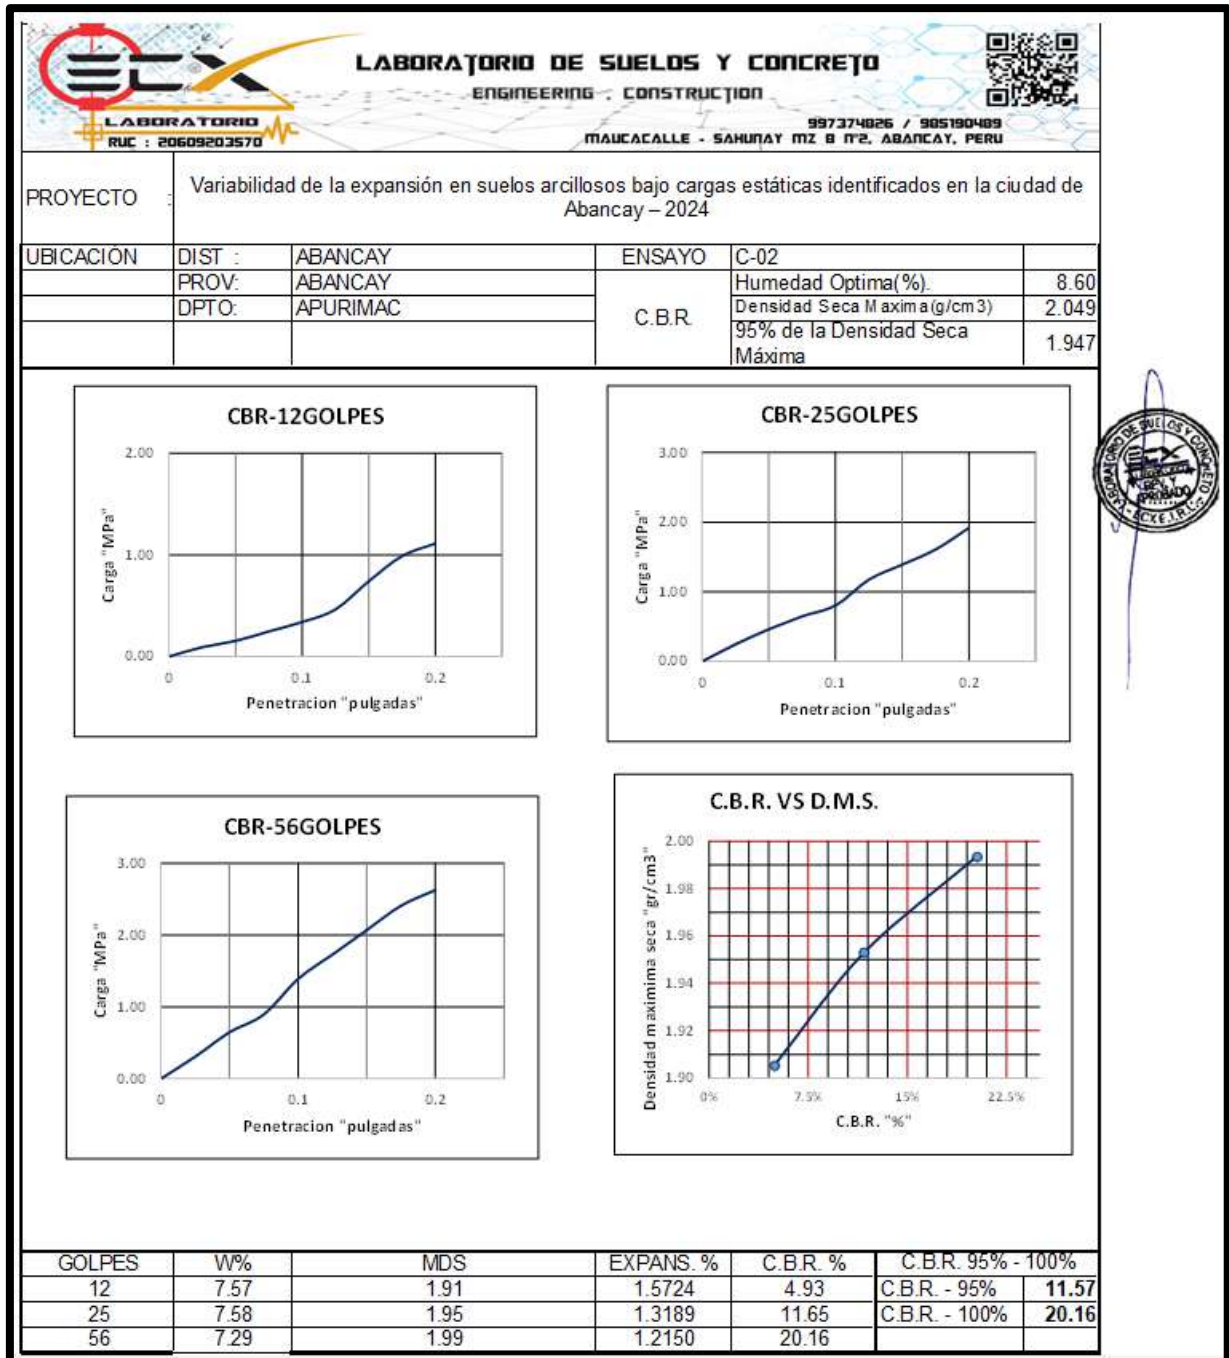 ECX
LABORATORIO
RUC : 20609203570
LABORATORIO DE SUELOS Y CONCRETO
ENGINEERING , CONSTRUCTION
997374826 / 985190489
MAUCACALLE - SAHUNAY MZ B N°2, ABANCAY, PERU
PROYECTO :
Variabilidad de la expansión en suelos arcillosos bajo cargas estáticas identificados en la ciudad de
Abancay – 2024
UBICACIÓN DIST : ABANCAY ENSAYO C-02
PROV: ABANCAY Humedad Optima(%). 8.60
DPTO: APURIMAC C.B.R. Densidad Seca Maxima(g/cm3) 2.049
95% de la Densidad Seca
Máxima 1.947
CBR-12GOLPES
2.00
1.00
0.00
0 0.1 0.2
Carga "MPa"
Penetracion "pulgadas"
CBR-25GOLPES
3.00
2.00
1.00
0.00
0 0.1 0.2
Carga "MPa"
Penetracion "pulgadas"
LABORATORIO DE SUELOS Y CONCRETO
CBR-56GOLPES
3.00
2.00
1.00
0.00
0 0.1 0.2
Carga "MPa"
Penetracion "pulgadas"
C.B.R. VS D.M.S.
2.00
1.98
1.96
1.94
1.92
1.90
0% 7.5% 15% 22.5%
Densidad maximima seca "gr/cm3"
C.B.R. "%"
GOLPES W% MDS EXPANS. % C.B.R. % C.B.R. 95% - 100%
12 7.57 1.91 1.5724 4.93 C.B.R. - 95% 11.57
25 7.58 1.95 1.3189 11.65 C.B.R. - 100% 20.16
56 7.29 1.99 1.2150 20.16